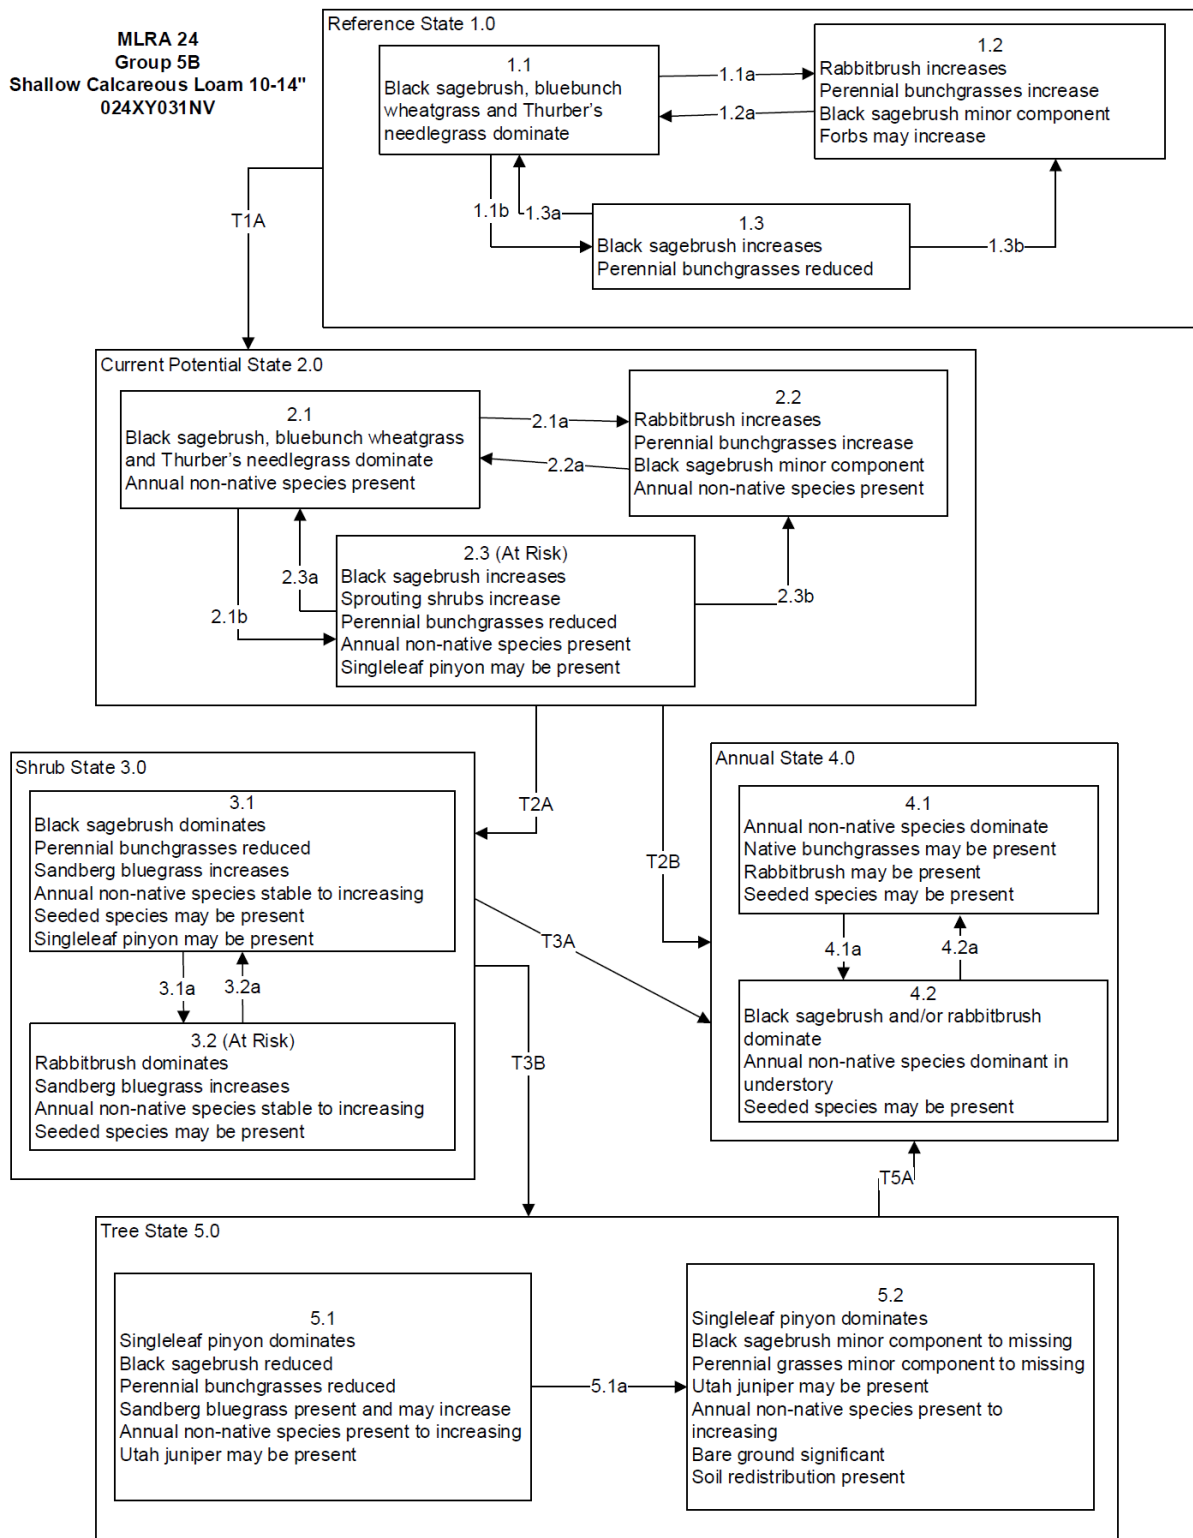 MLRA 24
Group 5B
Shallow Calcareous Loam 10-14"
024XY031NV
Reference State 1.0
1.1
Black sagebrush, bluebunch
wheatgrass and Thurber's
needlegrass dominate
1.1a
1.2a
1.2
Rabbitbrush increases
Perennial bunchgrasses increase
Black sagebrush minor component
Forbs may increase
1.1b
1.3a
1.3
Black sagebrush increases
Perennial bunchgrasses reduced
1.3b
T1A
Current Potential State 2.0
2.1
Black sagebrush, bluebunch wheatgrass
and Thurber's needlegrass dominate
Annual non-native species present
2.1a
2.2a
2.2
Rabbitbrush increases
Perennial bunchgrasses increase
Black sagebrush minor component
Annual non-native species present
2.1b
2.3a
2.3 (At Risk)
Black sagebrush increases
Sprouting shrubs increase
Perennial bunchgrasses reduced
Annual non-native species present
Singleleaf pinyon may be present
2.3b
T2A
T2B
Shrub State 3.0
3.1
Black sagebrush dominates
Perennial bunchgrasses reduced
Sandberg bluegrass increases
Annual non-native species stable to increasing
Seeded species may be present
Singleleaf pinyon may be present
3.1a
3.2a
3.2 (At Risk)
Rabbitbrush dominates
Sandberg bluegrass increases
Annual non-native species stable to increasing
Seeded species may be present
T3A
T3B
Annual State 4.0
4.1
Annual non-native species dominate
Native bunchgrasses may be present
Rabbitbrush may be present
Seeded species may be present
4.1a
4.2a
4.2
Black sagebrush and/or rabbitbrush
dominate
Annual non-native species dominant in
understory
Seeded species may be present
T5A
Tree State 5.0
5.1
Singleleaf pinyon dominates
Black sagebrush reduced
Perennial bunchgrasses reduced
Sandberg bluegrass present and may increase
Annual non-native species present to increasing
Utah juniper may be present
5.1a
5.2
Singleleaf pinyon dominates
Black sagebrush minor component to missing
Perennial grasses minor component to missing
Utah juniper may be present
Annual non-native species present to
increasing
Bare ground significant
Soil redistribution present